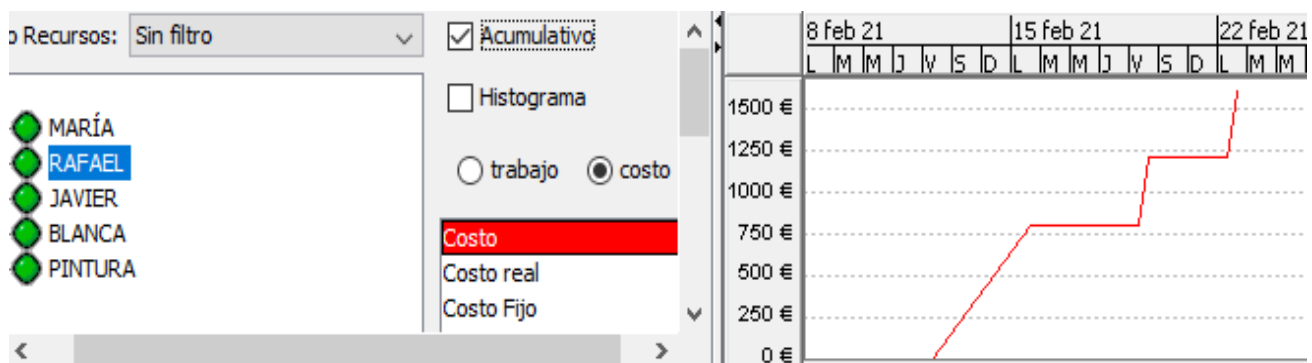 o Recursos: Sin filtro
Acumulativo
Histograma
trabajo costo
MARÍA
RAFAEL
JAVIER
BLANCA
PINTURA
Costo
Costo real
Costo Fijo
8 feb 21 15 feb 21 22 feb 21
L M M J V S D L M M J V S D L M M
1500 €
1250 €
1000 €
750 €
500 €
250 €
0 €